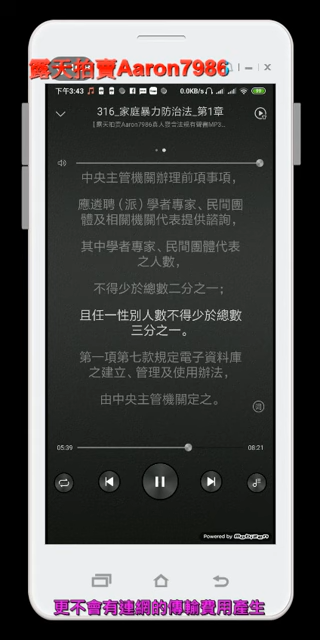 露天拍賣Aaron7986
下午3:43
0.0KB/s
316_家庭暴力防治法_第1章
中央主管機關辦理前項事項，
應遴聘（派）學者專家、民間團
體及相關機關代表提供諮詢，
其中學者專家、民間團體代表
之人數，
不得少於總數二分之一；
且任一性別人數不得少於總數
三分之一。
第一項第七款規定電子資料庫
之建立、管理及使用辦法，
由中央主管機關定之。
詞
05:39
08:21
更不會有連網的傳輸費用產生